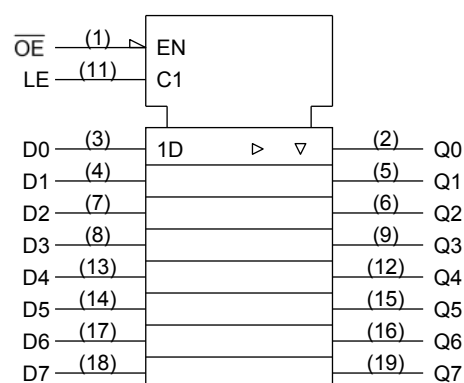 OE (1) EN
LE (11) C1
D0 (3) 1D (2) Q0
D1 (4) (5) Q1
D2 (7) (6) Q2
D3 (8) (9) Q3
D4 (13) (12) Q4
D5 (14) (15) Q5
D6 (17) (16) Q6
D7 (18) (19) Q7